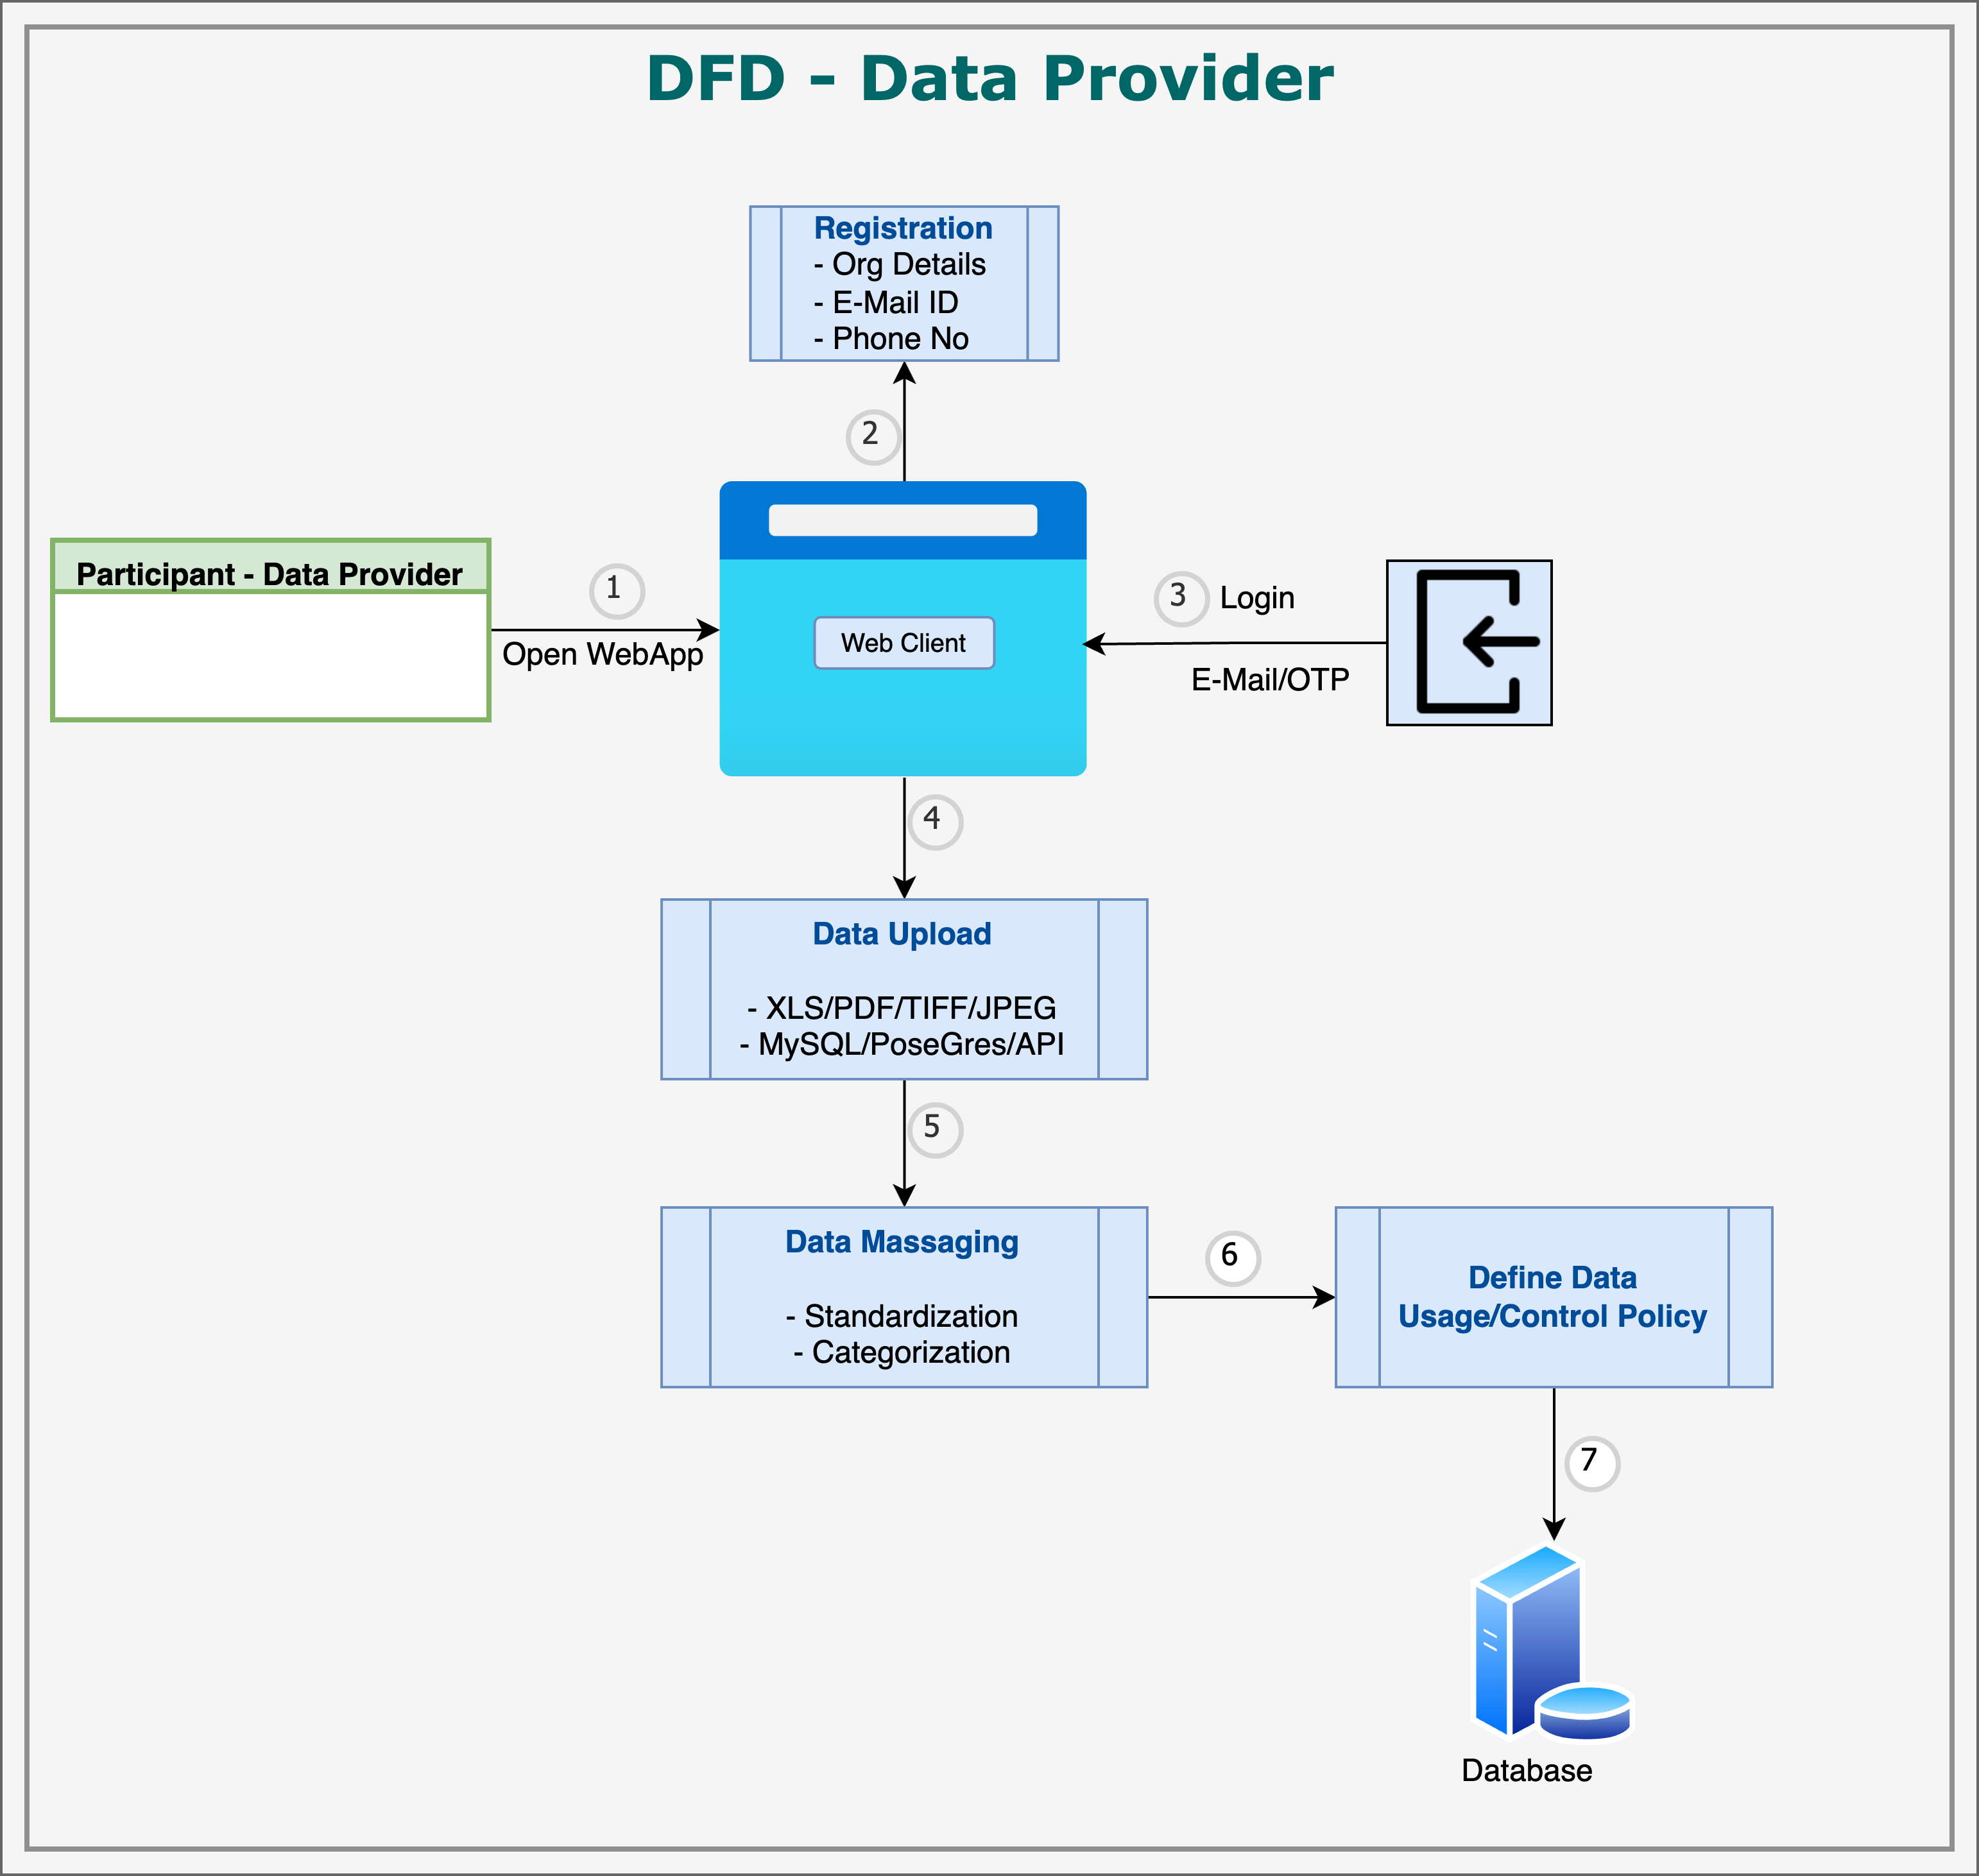 DFD - Data Provider
Registration
- Org Details
- E-Mail ID
- Phone No
2
Participant - Data Provider
1
Open WebApp
Web Client
3
Login
E-Mail/OTP
4
Data Upload
- XLS/PDF/TIFF/JPEG
- MySQL/PoseGres/API
5
Data Massaging
- Standardization
- Categorization
6
Define Data
Usage/Control Policy
7
Database